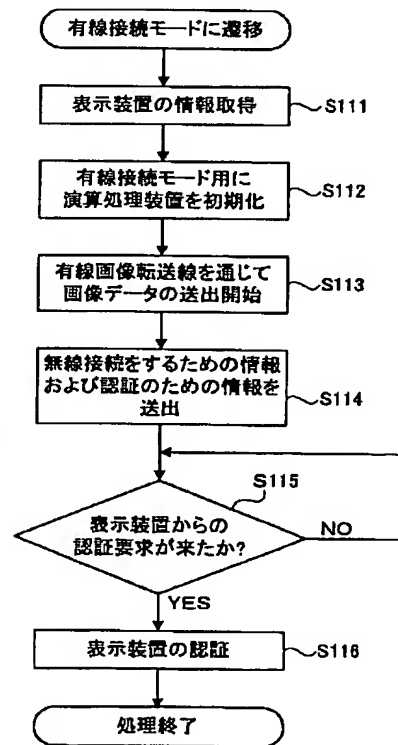 有線接続モードに遷移
表示装置の情報取得
S111
有線接続モード用に
演算処理装置を初期化
S112
有線画像転送線を通じて
画像データの送出開始
S113
無線接続をするための情報
および認証のための情報を
送出
S114
S115
表示装置からの
認証要求が来たか?
NO
YES
表示装置の認証
S116
処理終了